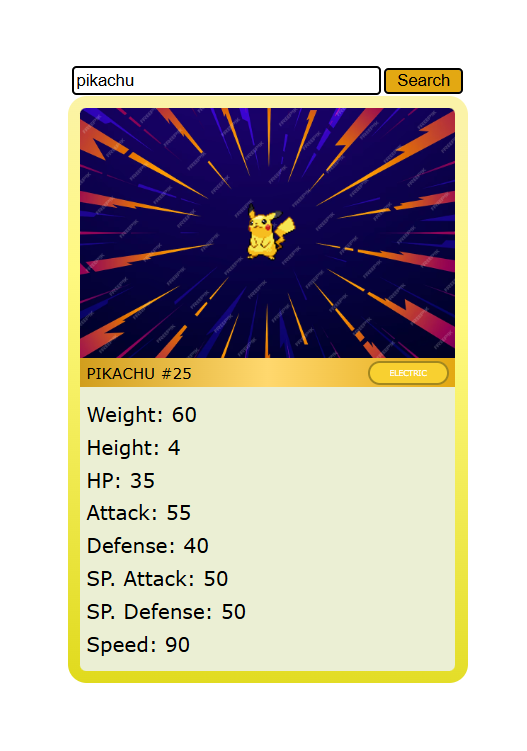 pikachu
Search
PIKACHU #25
ELECTRIC
Weight: 60
Height: 4
HP: 35
Attack: 55
Defense: 40
SP. Attack: 50
SP. Defense: 50
Speed: 90